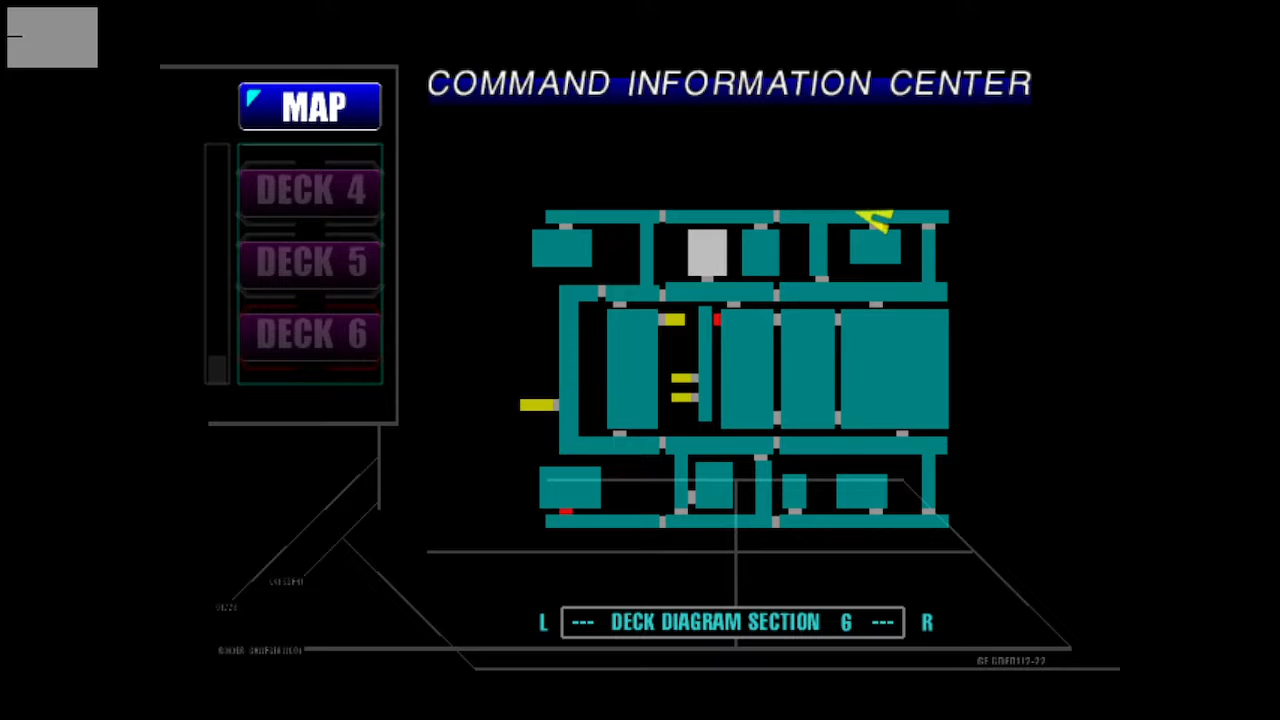 COMMAND INFORMATION CENTER
MAP
DECK 4
DECK 5
DECK 6
L --- DECK DIAGRAM SECTION 6 --- R